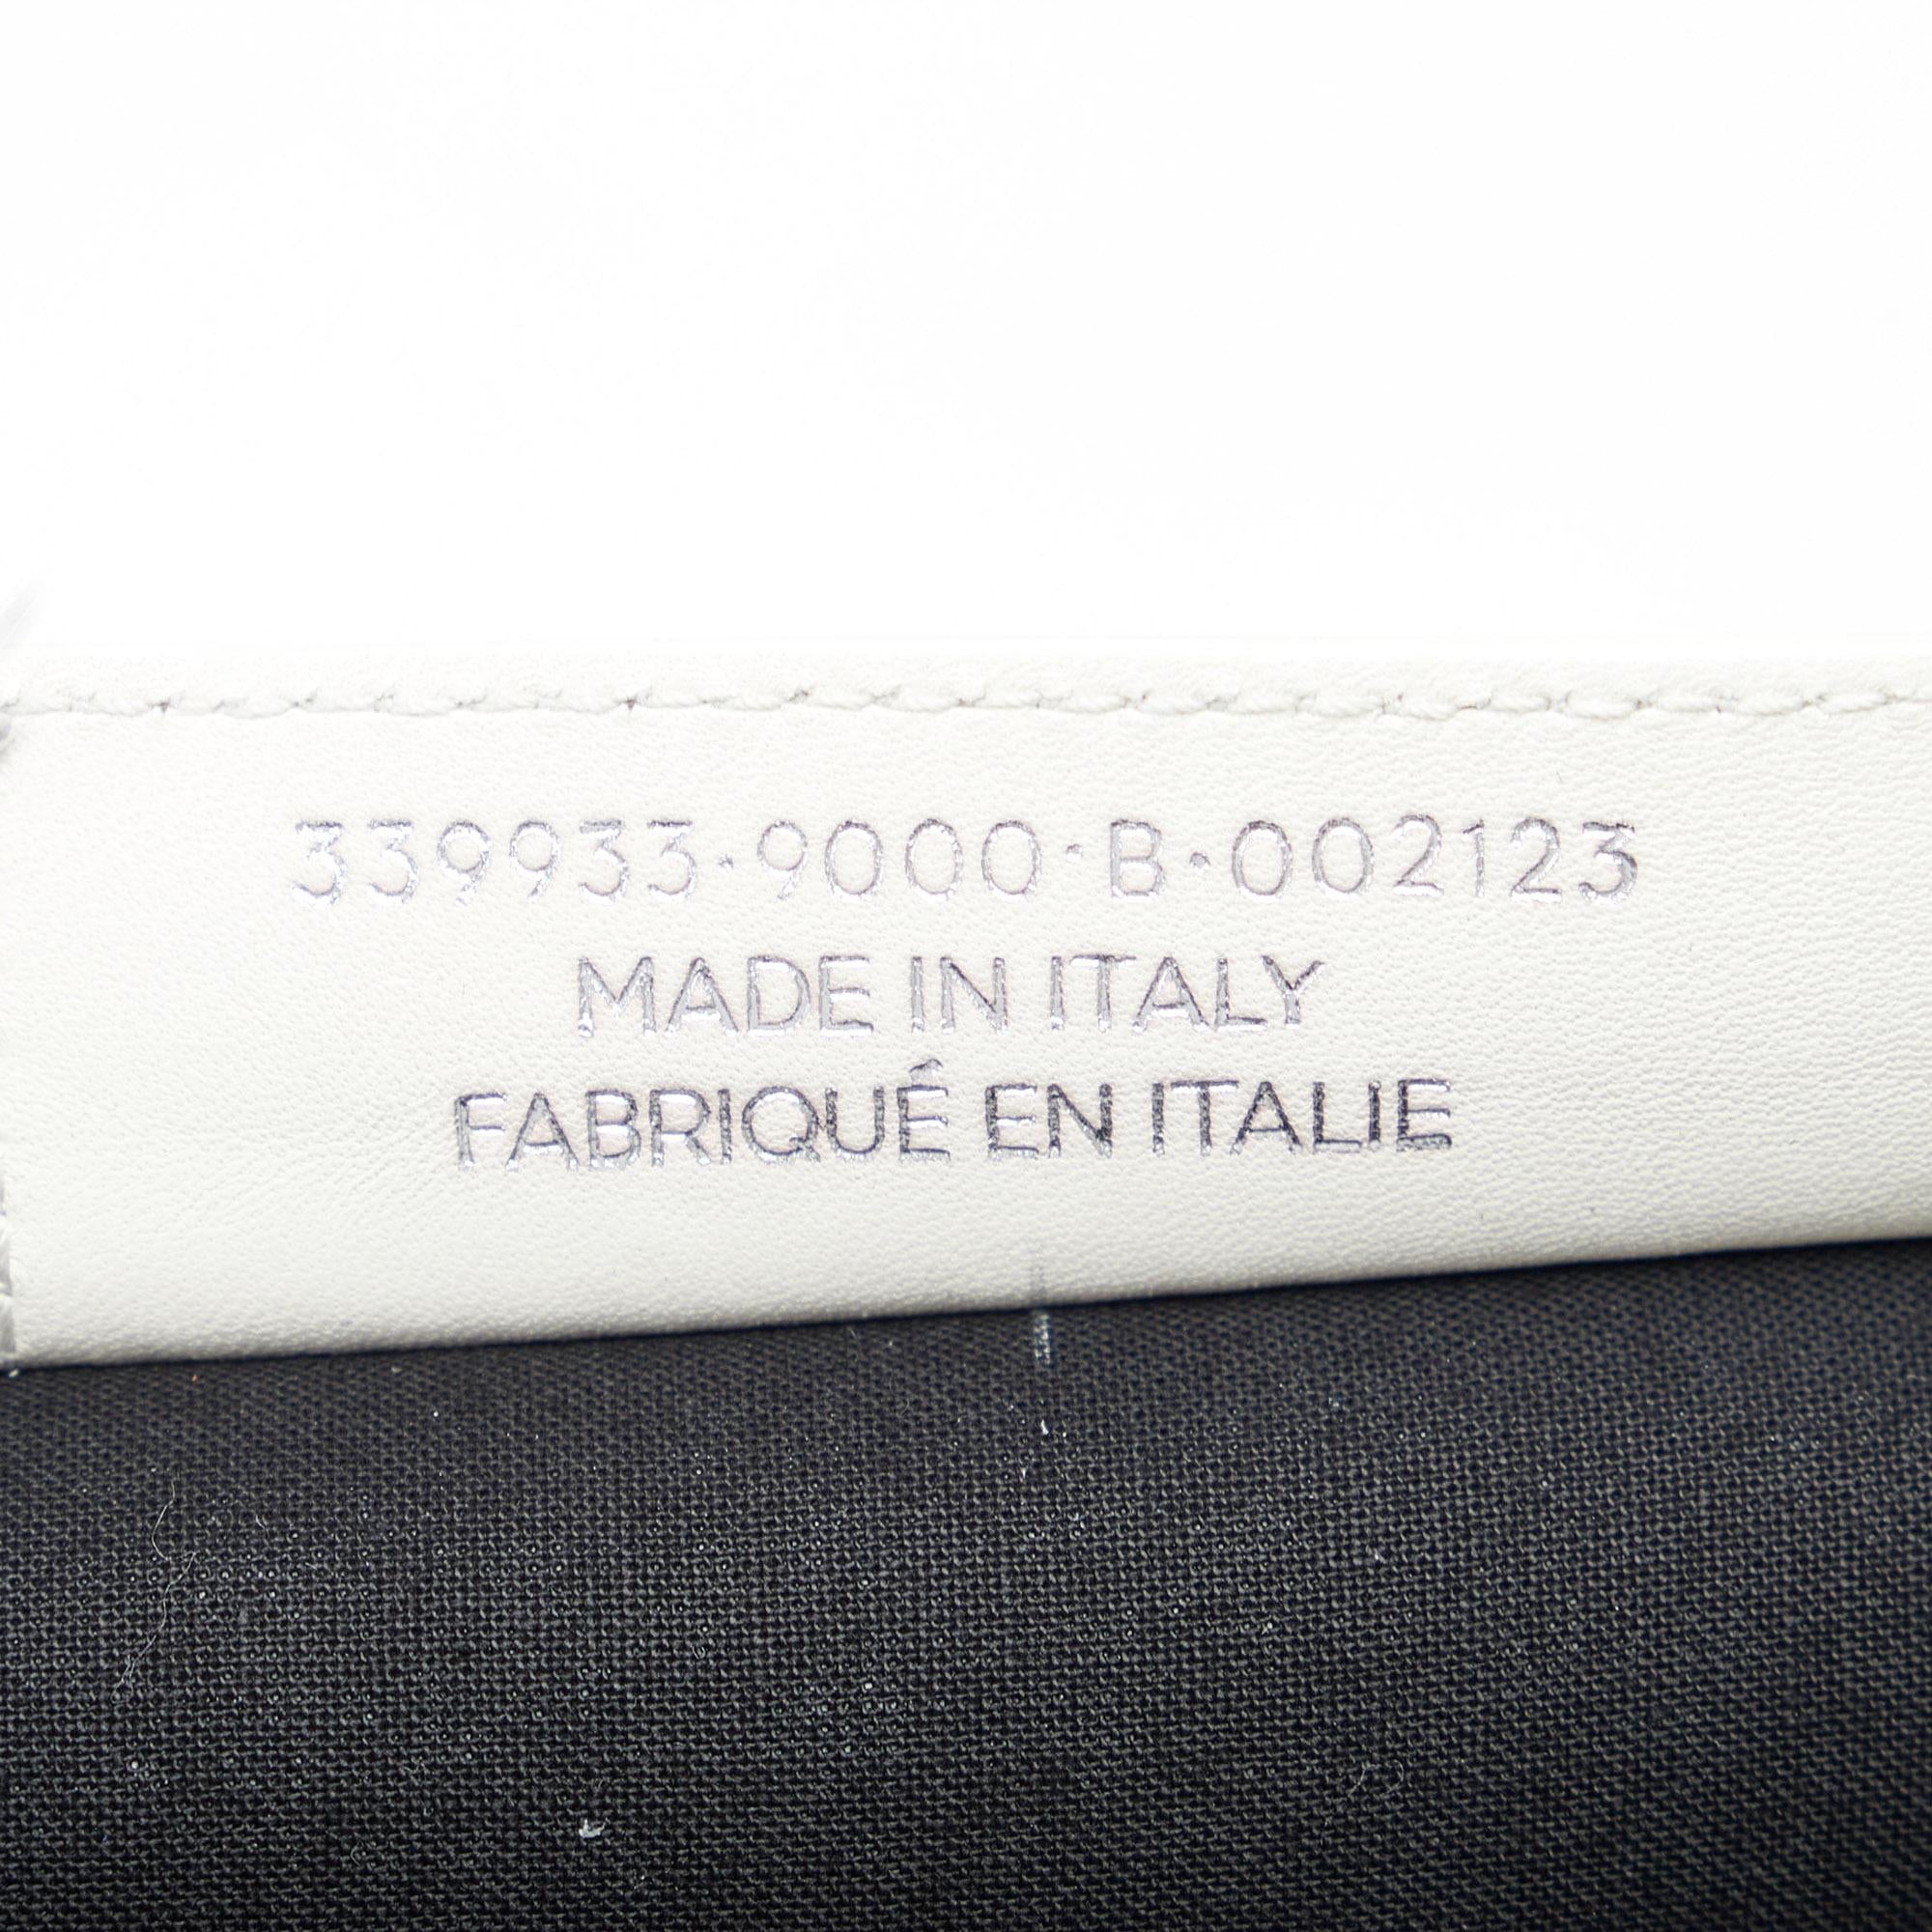 339933·9000·B·002123
MADE IN ITALY
FABRIQUÉ EN ITALIE